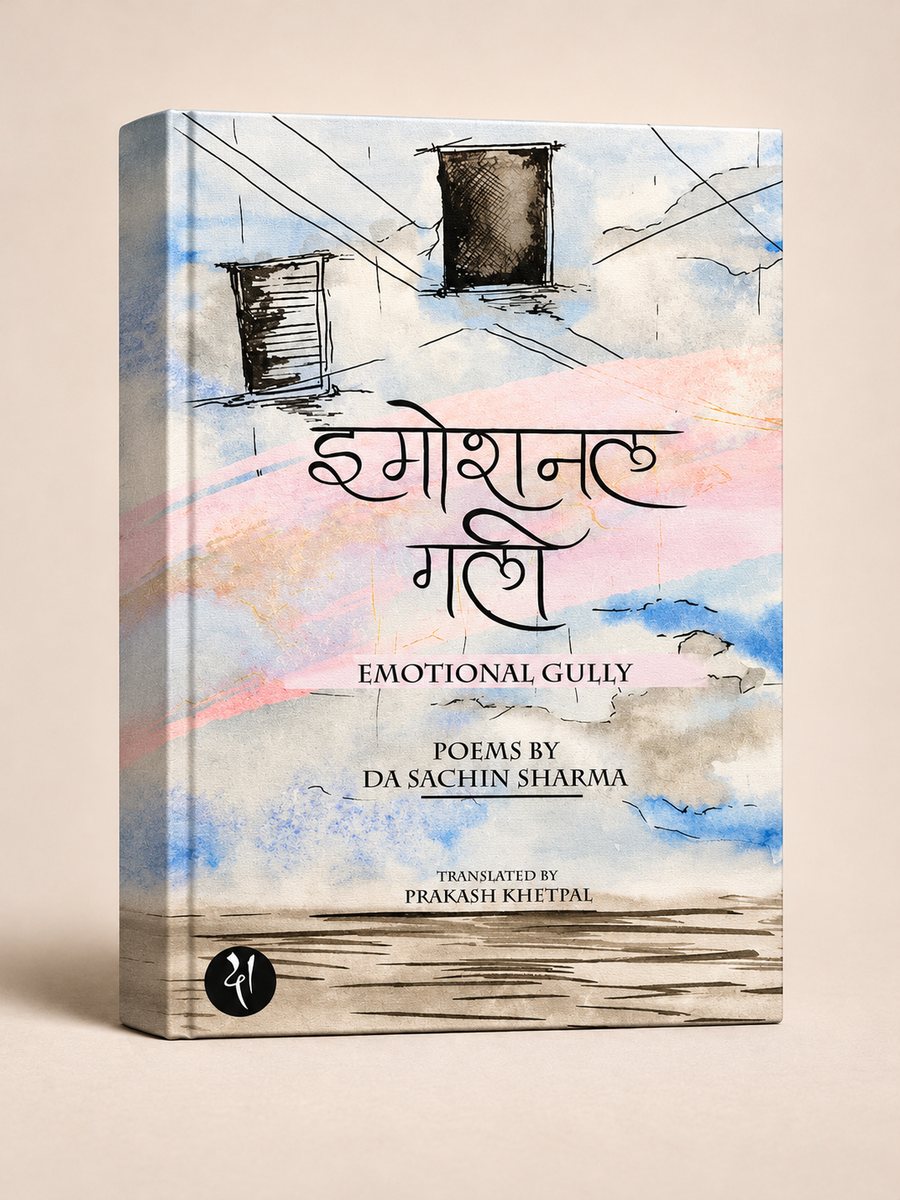 इमोशनल
गली
EMOTIONAL GULLY
POEMS BY
DA SACHIN SHARMA
TRANSLATED BY
PRAKASH KHETPAL
दा